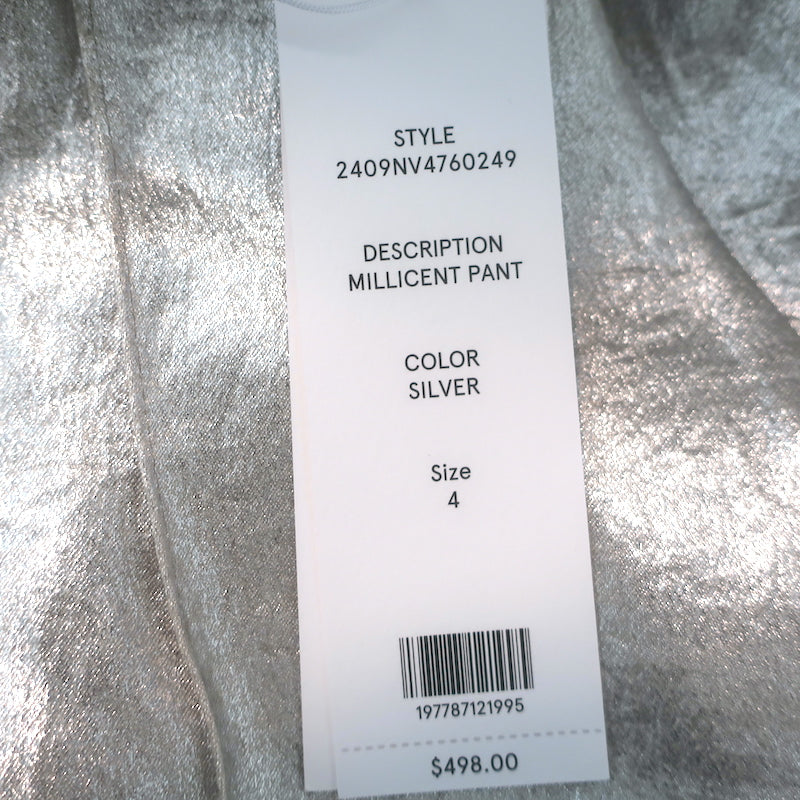 STYLE
2409NV4760249
DESCRIPTION
MILLICENT PANT
COLOR
SILVER
Size
4
197787121995
$498.00